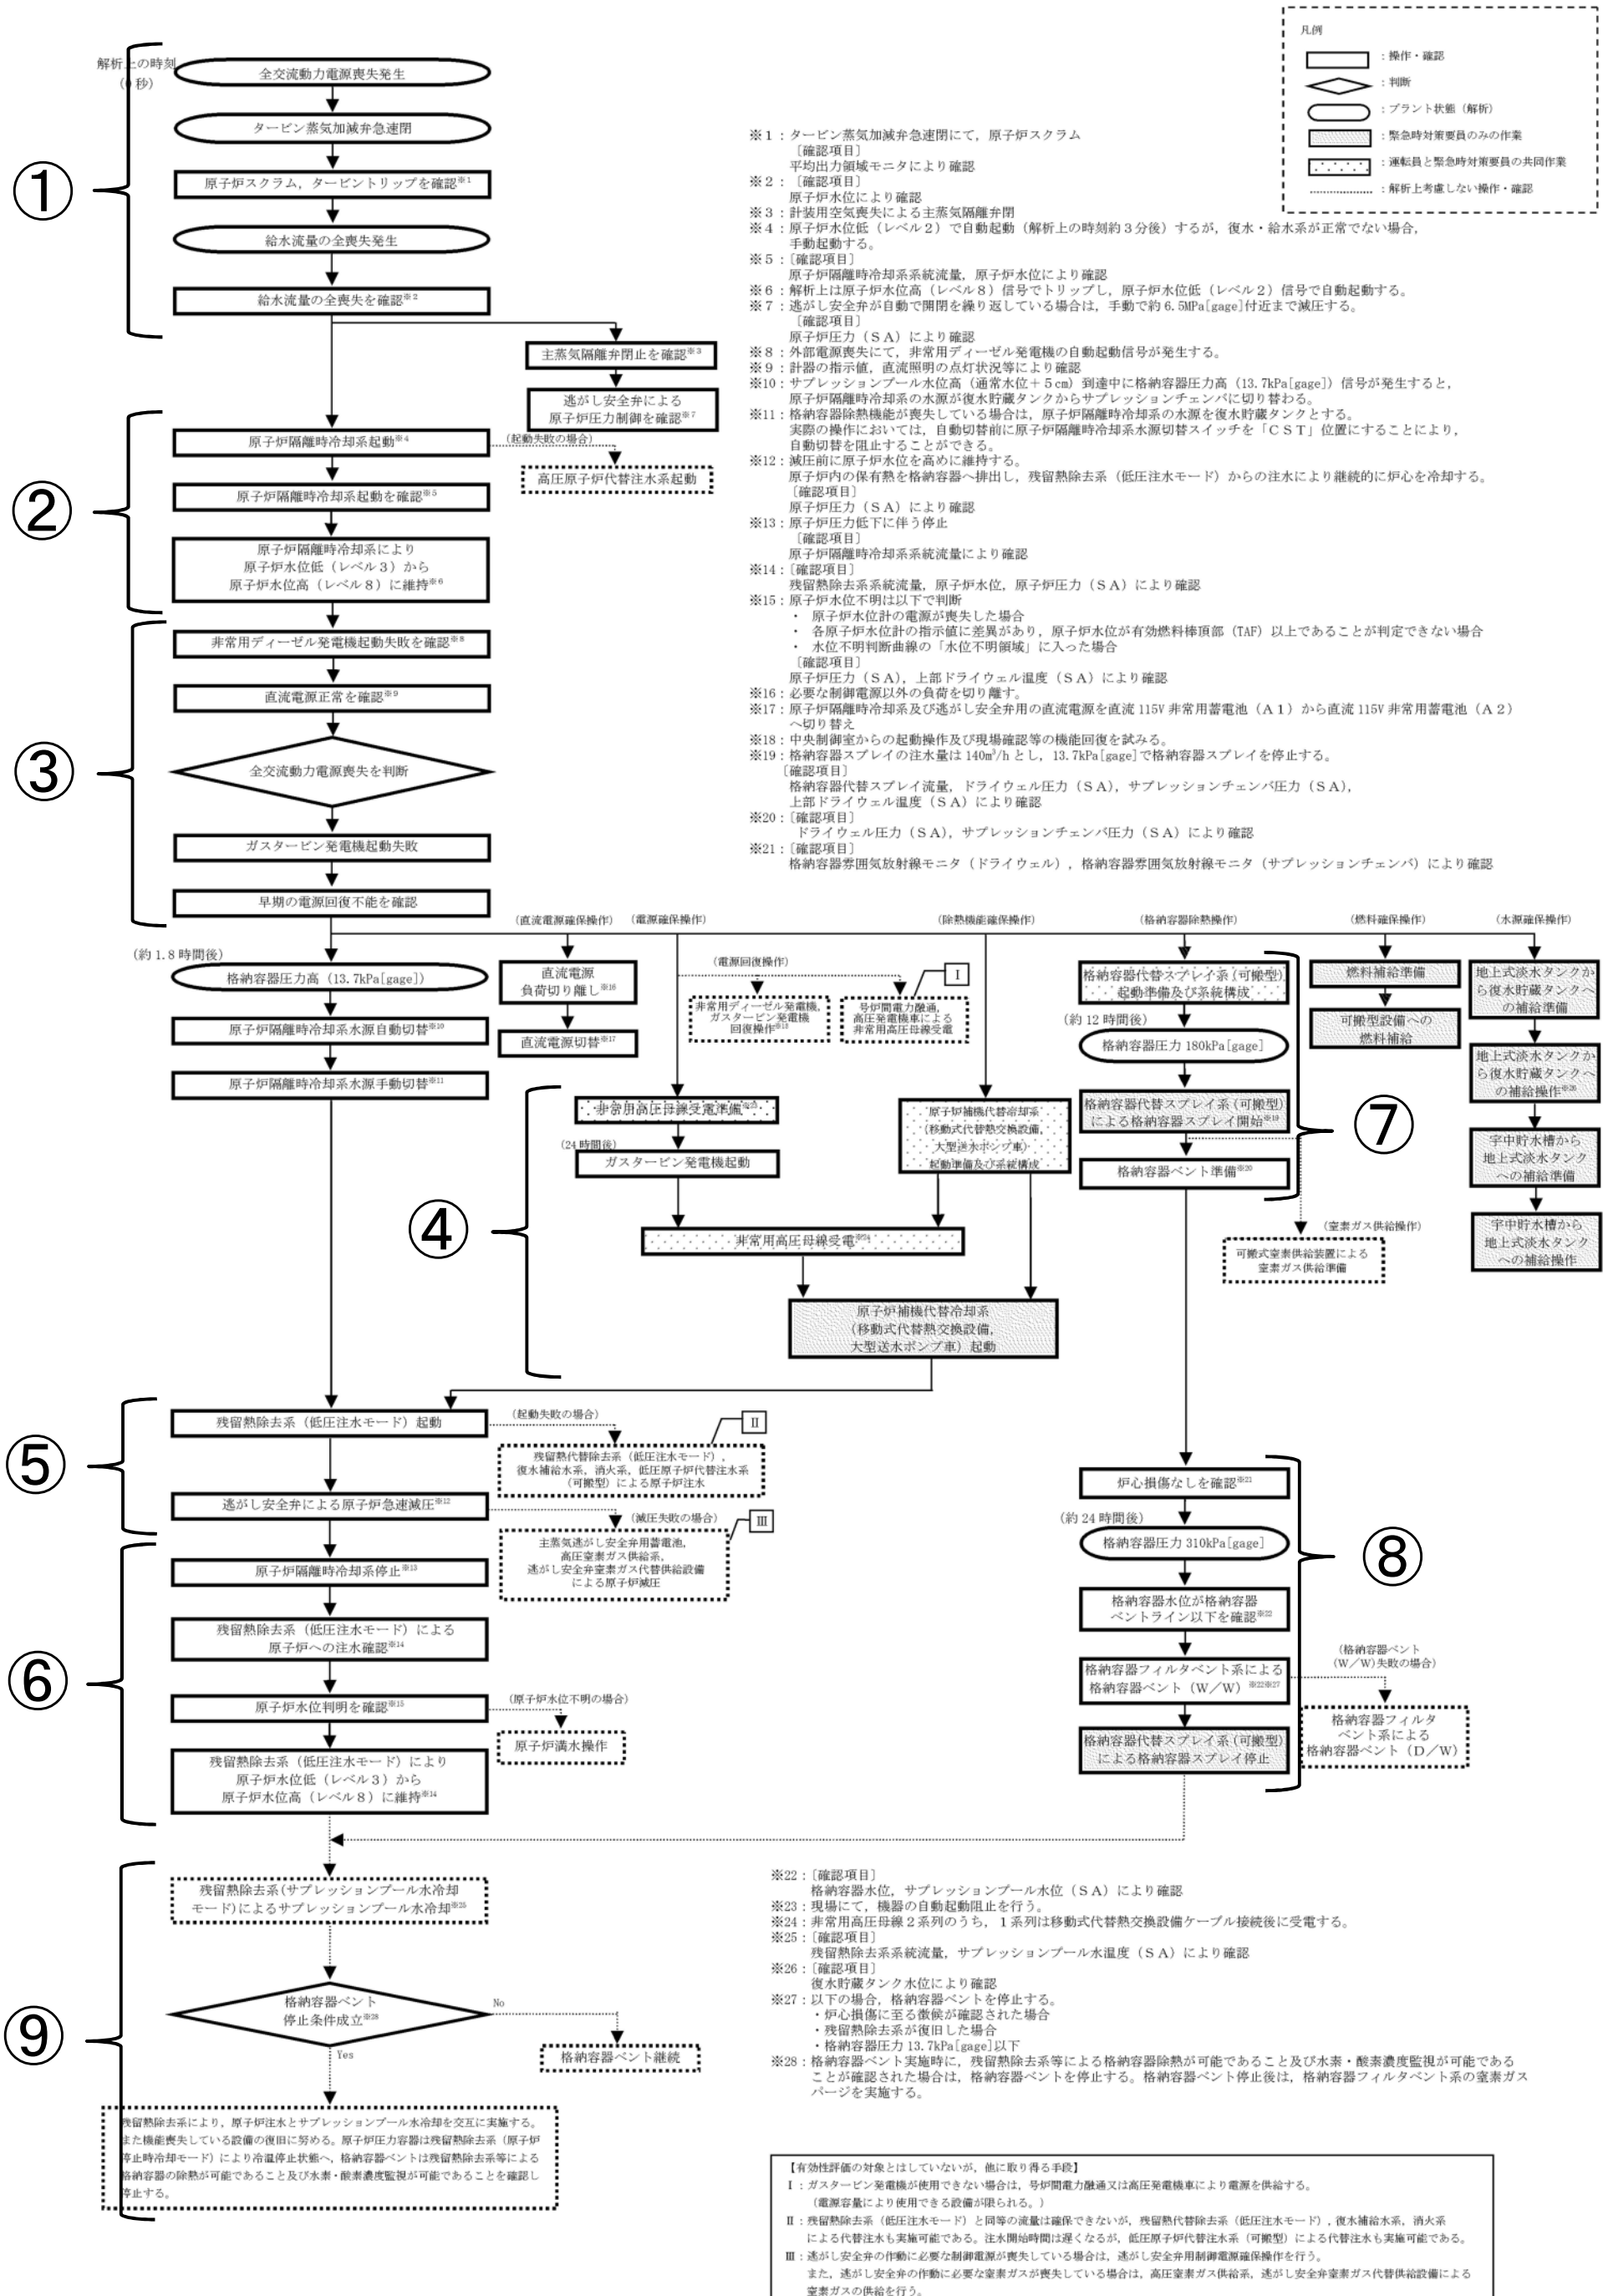 凡例
：操作・確認
：判断
：プラント状態（解析）
：緊急時対策要員のみの作業
：運転員と緊急時対策要員の共同作業
：解析上考慮しない操作・確認
解析上の時刻
（0 秒）
①
全交流動力電源喪失発生
タービン蒸気加減弁急速閉
原子炉スクラム，タービントリップを確認※1
給水流量の全喪失発生
給水流量の全喪失を確認※2
主蒸気隔離弁閉止を確認※3
逃がし安全弁による
原子炉圧力制御を確認※7
②
原子炉隔離時冷却系起動※4
（起動失敗の場合）
高圧原子炉代替注水系起動
原子炉隔離時冷却系起動を確認※5
原子炉隔離時冷却系により
原子炉水位低（レベル３）から
原子炉水位高（レベル８）に維持※6
③
非常用ディーゼル発電機起動失敗を確認※8
直流電源正常を確認※9
全交流動力電源喪失を判断
ガスタービン発電機起動失敗
早期の電源回復不能を確認
※１：タービン蒸気加減弁急速閉にて，原子炉スクラム
〔確認項目〕
平均出力領域モニタにより確認
※２：〔確認項目〕
原子炉水位により確認
※３：計装用空気喪失による主蒸気隔離弁閉
※４：原子炉水位低（レベル２）で自動起動（解析上の時刻約３分後）するが，復水・給水系が正常でない場合，
手動起動する。
※５：〔確認項目〕
原子炉隔離時冷却系系統流量，原子炉水位により確認
※６：解析上は原子炉水位高（レベル８）信号でトリップし，原子炉水位低（レベル２）信号で自動起動する。
※７：逃がし安全弁が自動で開閉を繰り返している場合は，手動で約 6.5MPa[gage]付近まで減圧する。
〔確認項目〕
原子炉圧力（ＳＡ）により確認
※８：外部電源喪失にて，非常用ディーゼル発電機の自動起動信号が発生する。
※９：計器の指示値，直流照明の点灯状況等により確認
※10：サプレッションプール水位高（通常水位＋５cm）到達中に格納容器圧力高（13.7kPa[gage]）信号が発生すると，
原子炉隔離時冷却系の水源が復水貯蔵タンクからサプレッションチェンバに切り替わる。
※11：格納容器除熱機能が喪失している場合は，原子炉隔離時冷却系の水源を復水貯蔵タンクとする。
実際の操作においては，自動切替前に原子炉隔離時冷却系水源切替スイッチを「ＣＳＴ」位置にすることにより，
自動切替を阻止することができる。
※12：減圧前に原子炉水位を高めに維持する。
原子炉内の保有熱を格納容器へ排出し，残留熱除去系（低圧注水モード）からの注水により継続的に炉心を冷却する。
〔確認項目〕
原子炉圧力（ＳＡ）により確認
※13：原子炉圧力低下に伴う停止
〔確認項目〕
原子炉隔離時冷却系系統流量により確認
※14：〔確認項目〕
残留熱除去系系統流量，原子炉水位，原子炉圧力（ＳＡ）により確認
※15：原子炉水位不明は以下で判断
・ 原子炉水位計の電源が喪失した場合
・ 各原子炉水位計の指示値に差異があり，原子炉水位が有効燃料棒頂部（TAF）以上であることが判定できない場合
・ 水位不明判断曲線の「水位不明領域」に入った場合
〔確認項目〕
原子炉圧力（ＳＡ），上部ドライウェル温度（ＳＡ）により確認
※16：必要な制御電源以外の負荷を切り離す。
※17：原子炉隔離時冷却系及び逃がし安全弁用の直流電源を直流 115V 非常用蓄電池（Ａ１）から直流 115V 非常用蓄電池（Ａ２）
へ切り替え
※18：中央制御室からの起動操作及び現場確認等の機能回復を試みる。
※19：格納容器スプレイの注水量は 140m³/h とし，13.7kPa[gage]で格納容器スプレイを停止する。
〔確認項目〕
格納容器代替スプレイ流量，ドライウェル圧力（ＳＡ），サプレッションチェンバ圧力（ＳＡ），
上部ドライウェル温度（ＳＡ）により確認
※20：〔確認項目〕
ドライウェル圧力（ＳＡ），サプレッションチェンバ圧力（ＳＡ）により確認
※21：〔確認項目〕
格納容器雰囲気放射線モニタ（ドライウェル），格納容器雰囲気放射線モニタ（サプレッションチェンバ）により確認
（直流電源確保操作）
（電源確保操作）
（除熱機能確保操作）
（格納容器除熱操作）
（燃料確保操作）
（水源確保操作）
（約 1.8 時間後）
格納容器圧力高（13.7kPa[gage]）
原子炉隔離時冷却系水源自動切替※10
原子炉隔離時冷却系水源手動切替※11
直流電源
負荷切り離し※16
直流電源切替※17
（電源回復操作）
Ⅰ
非常用ディーゼル発電機，
ガスタービン発電機
回復操作※18
号炉間電力融通，
高圧発電機車による
非常用高圧母線受電
④
非常用高圧母線受電準備※23
（24 時間後）
ガスタービン発電機起動
原子炉補機代替冷却系
（移動式代替熱交換設備，
大型送水ポンプ車）
起動準備及び系統構成
非常用高圧母線受電※24
原子炉補機代替冷却系
（移動式代替熱交換設備，
大型送水ポンプ車）起動
格納容器代替スプレイ系（可搬型）
起動準備及び系統構成
（約 12 時間後）
格納容器圧力 180kPa[gage]
格納容器代替スプレイ系（可搬型）
による格納容器スプレイ開始※19
格納容器ベント準備※20
⑦
（窒素ガス供給操作）
可搬式窒素供給装置による
窒素ガス供給準備
燃料補給準備
可搬型設備への
燃料補給
地上式淡水タンクか
ら復水貯蔵タンクへ
の補給準備
地上式淡水タンクか
ら復水貯蔵タンクへ
の補給操作※26
宇中貯水槽から
地上式淡水タンク
への補給準備
宇中貯水槽から
地上式淡水タンク
への補給操作
⑤
残留熱除去系（低圧注水モード）起動
（起動失敗の場合）
Ⅱ
残留熱代替除去系（低圧注水モード），
復水補給水系，消火系，低圧原子炉代替注水系
（可搬型）による原子炉注水
逃がし安全弁による原子炉急速減圧※12
（減圧失敗の場合）
Ⅲ
主蒸気逃がし安全弁用蓄電池，
高圧窒素ガス供給系，
逃がし安全弁窒素ガス代替供給設備
による原子炉減圧
⑥
原子炉隔離時冷却系停止※13
残留熱除去系（低圧注水モード）による
原子炉への注水確認※14
原子炉水位判明を確認※15
（原子炉水位不明の場合）
原子炉満水操作
残留熱除去系（低圧注水モード）により
原子炉水位低（レベル３）から
原子炉水位高（レベル８）に維持※14
⑧
炉心損傷なしを確認※21
（約 24 時間後）
格納容器圧力 310kPa[gage]
格納容器水位が格納容器
ベントライン以下を確認※22
格納容器フィルタベント系による
格納容器ベント（Ｗ／Ｗ）※22※27
（格納容器ベント
（Ｗ／Ｗ）失敗の場合）
格納容器フィルタ
ベント系による
格納容器ベント（Ｄ／Ｗ）
格納容器代替スプレイ系（可搬型）
による格納容器スプレイ停止
⑨
残留熱除去系（サプレッションプール水冷却
モード）によるサプレッションプール水冷却※25
格納容器ベント
停止条件成立※28
No
Yes
格納容器ベント継続
残留熱除去系により，原子炉注水とサプレッションプール水冷却を交互に実施する。
また機能喪失している設備の復旧に努める。原子炉圧力容器は残留熱除去系（原子炉
停止時冷却モード）により冷温停止状態へ，格納容器ベントは残留熱除去系等による
格納容器の除熱が可能であること及び水素・酸素濃度監視が可能であることを確認し
停止する。
※22：〔確認項目〕
格納容器水位，サプレッションプール水位（ＳＡ）により確認
※23：現場にて，機器の自動起動阻止を行う。
※24：非常用高圧母線２系列のうち，１系列は移動式代替熱交換設備ケーブル接続後に受電する。
※25：〔確認項目〕
残留熱除去系系統流量，サプレッションプール水温度（ＳＡ）により確認
※26：〔確認項目〕
復水貯蔵タンク水位により確認
※27：以下の場合，格納容器ベントを停止する。
・炉心損傷に至る徴候が確認された場合
・残留熱除去系が復旧した場合
・格納容器圧力 13.7kPa[gage]以下
※28：格納容器ベント実施時に，残留熱除去系等による格納容器除熱が可能であること及び水素・酸素濃度監視が可能である
ことが確認された場合は，格納容器ベントを停止する。格納容器ベント停止後は，格納容器フィルタベント系の窒素ガス
パージを実施する。
【有効性評価の対象とはしていないが，他に取り得る手段】
Ⅰ：ガスタービン発電機が使用できない場合は，号炉間電力融通又は高圧発電機車により電源を供給する。
（電源容量により使用できる設備が限られる。）
Ⅱ：残留熱除去系（低圧注水モード）と同等の流量は確保できないが，残留熱代替除去系（低圧注水モード），復水補給水系，消火系
による代替注水も実施可能である。注水開始時間は遅くなるが，低圧原子炉代替注水系（可搬型）による代替注水も実施可能である。
Ⅲ：逃がし安全弁の作動に必要な制御電源が喪失している場合は，逃がし安全弁用制御電源確保操作を行う。
また，逃がし安全弁の作動に必要な窒素ガスが喪失している場合は，高圧窒素ガス供給系，逃がし安全弁窒素ガス代替供給設備による
窒素ガスの供給を行う。